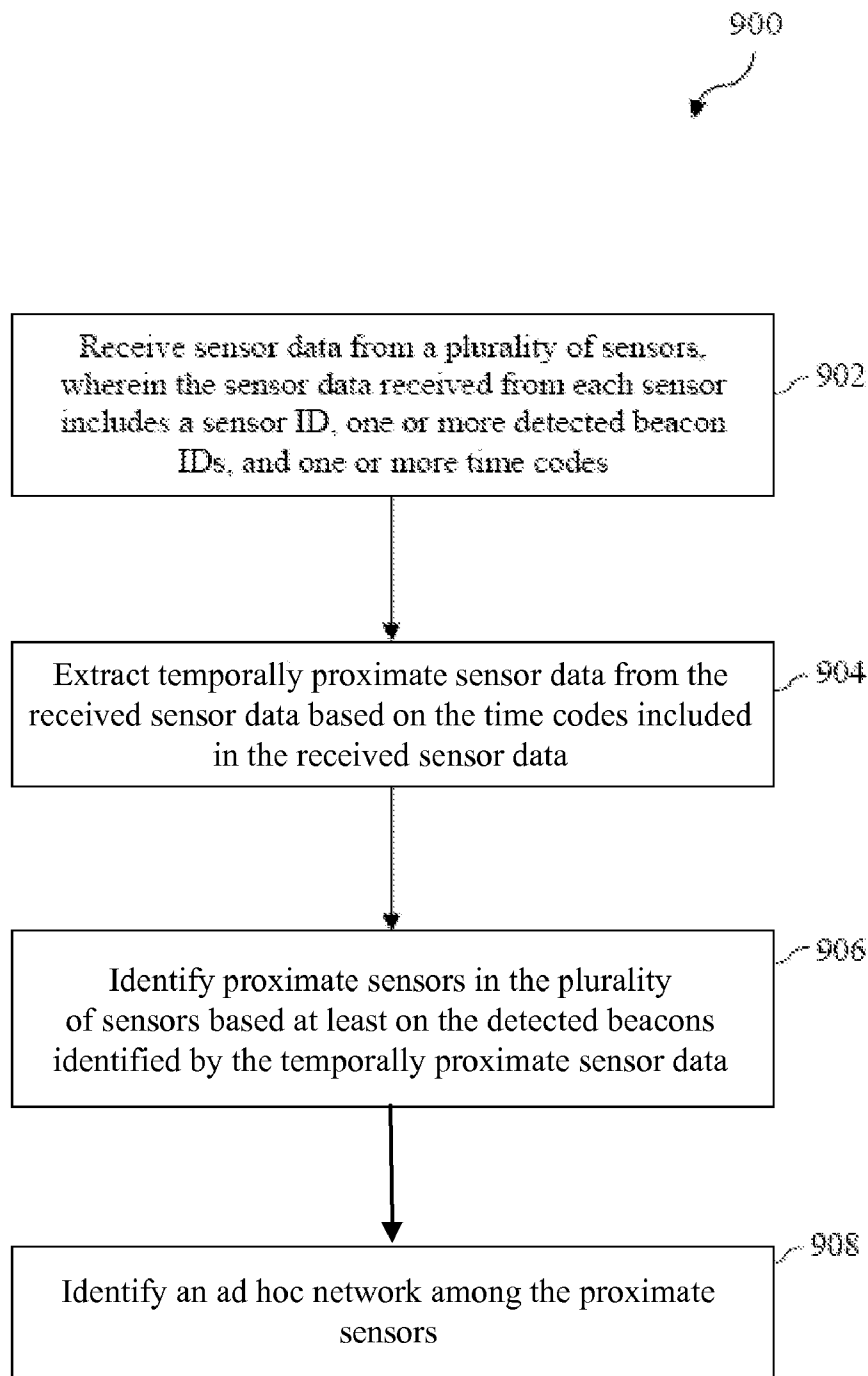 900
Receive sensor data from a plurality of sensors,
wherein the sensor data received from each sensor
includes a sensor ID, one or more detected beacon
IDs, and one or more time codes
902
Extract temporally proximate sensor data from the
received sensor data based on the time codes included
in the received sensor data
904
Identify proximate sensors in the plurality
of sensors based at least on the detected beacons
identified by the temporally proximate sensor data
906
Identify an ad hoc network among the proximate
sensors
908